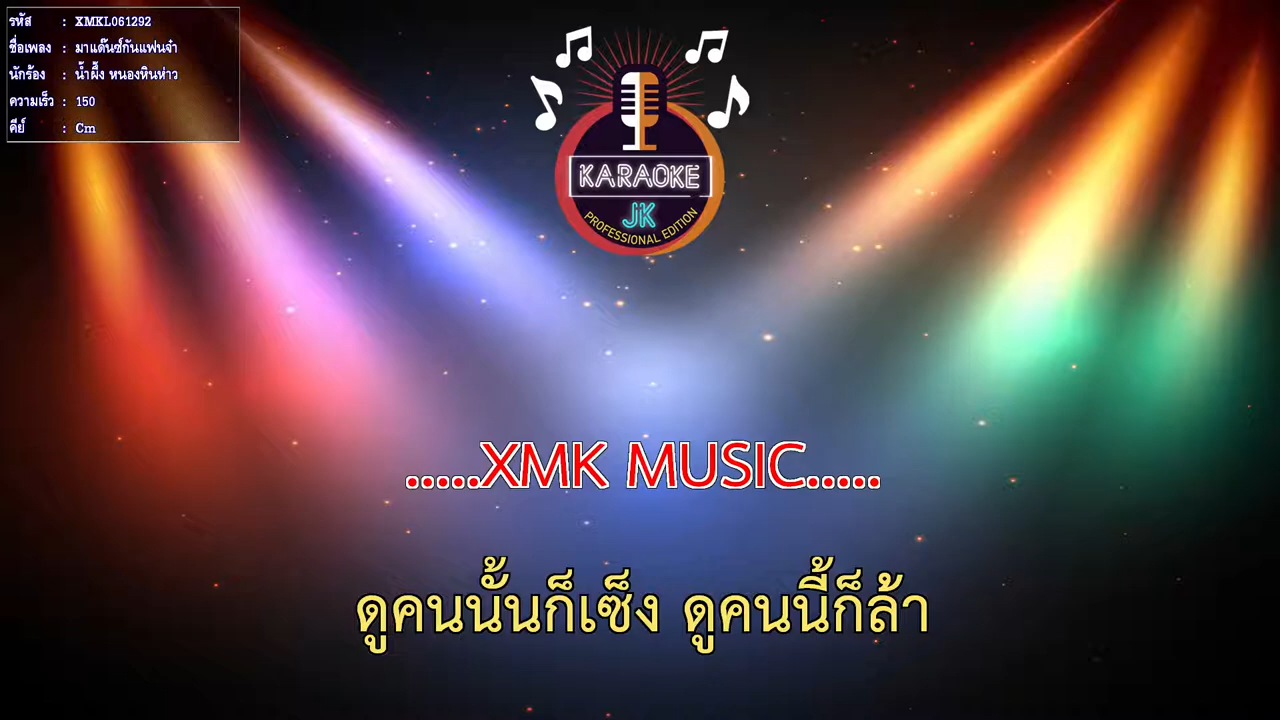 รหัส : XMKL061292
ชื่อเพลง : มาแด๊นซ์กันแฟนจ๋า
นักร้อง : น้ำผึ้ง หนองหินห่าว
ความเร็ว : 150
คีย์ : Cm
KARAOKE
JK
PROFESSIONAL EDITION
.....XMK MUSIC.....
ดูคนนั้นก็เซ็ง ดูคนนี้ก็ล้า